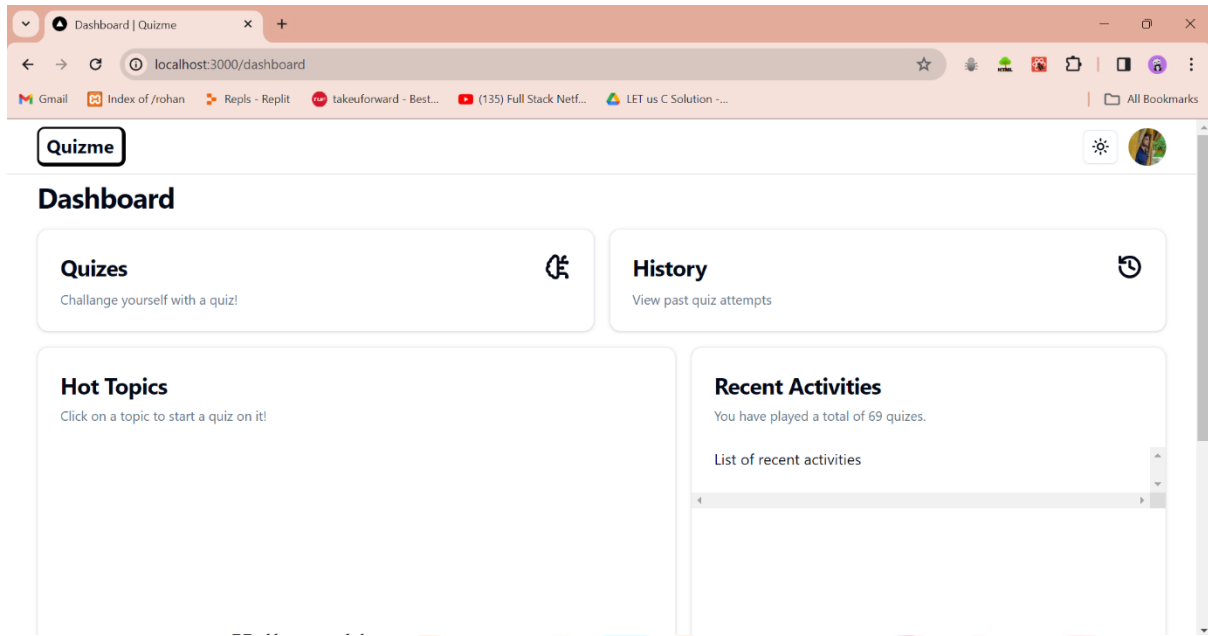 Dashboard | Quizme
localhost:3000/dashboard
Gmail
Index of /rohan
Repls - Replit
takeuforward - Best...
(135) Full Stack Netf...
LET us C Solution -...
All Bookmarks
Quizme
Dashboard
Quizes
Challange yourself with a quiz!
History
View past quiz attempts
Hot Topics
Click on a topic to start a quiz on it!
Recent Activities
You have played a total of 69 quizes.
List of recent activities